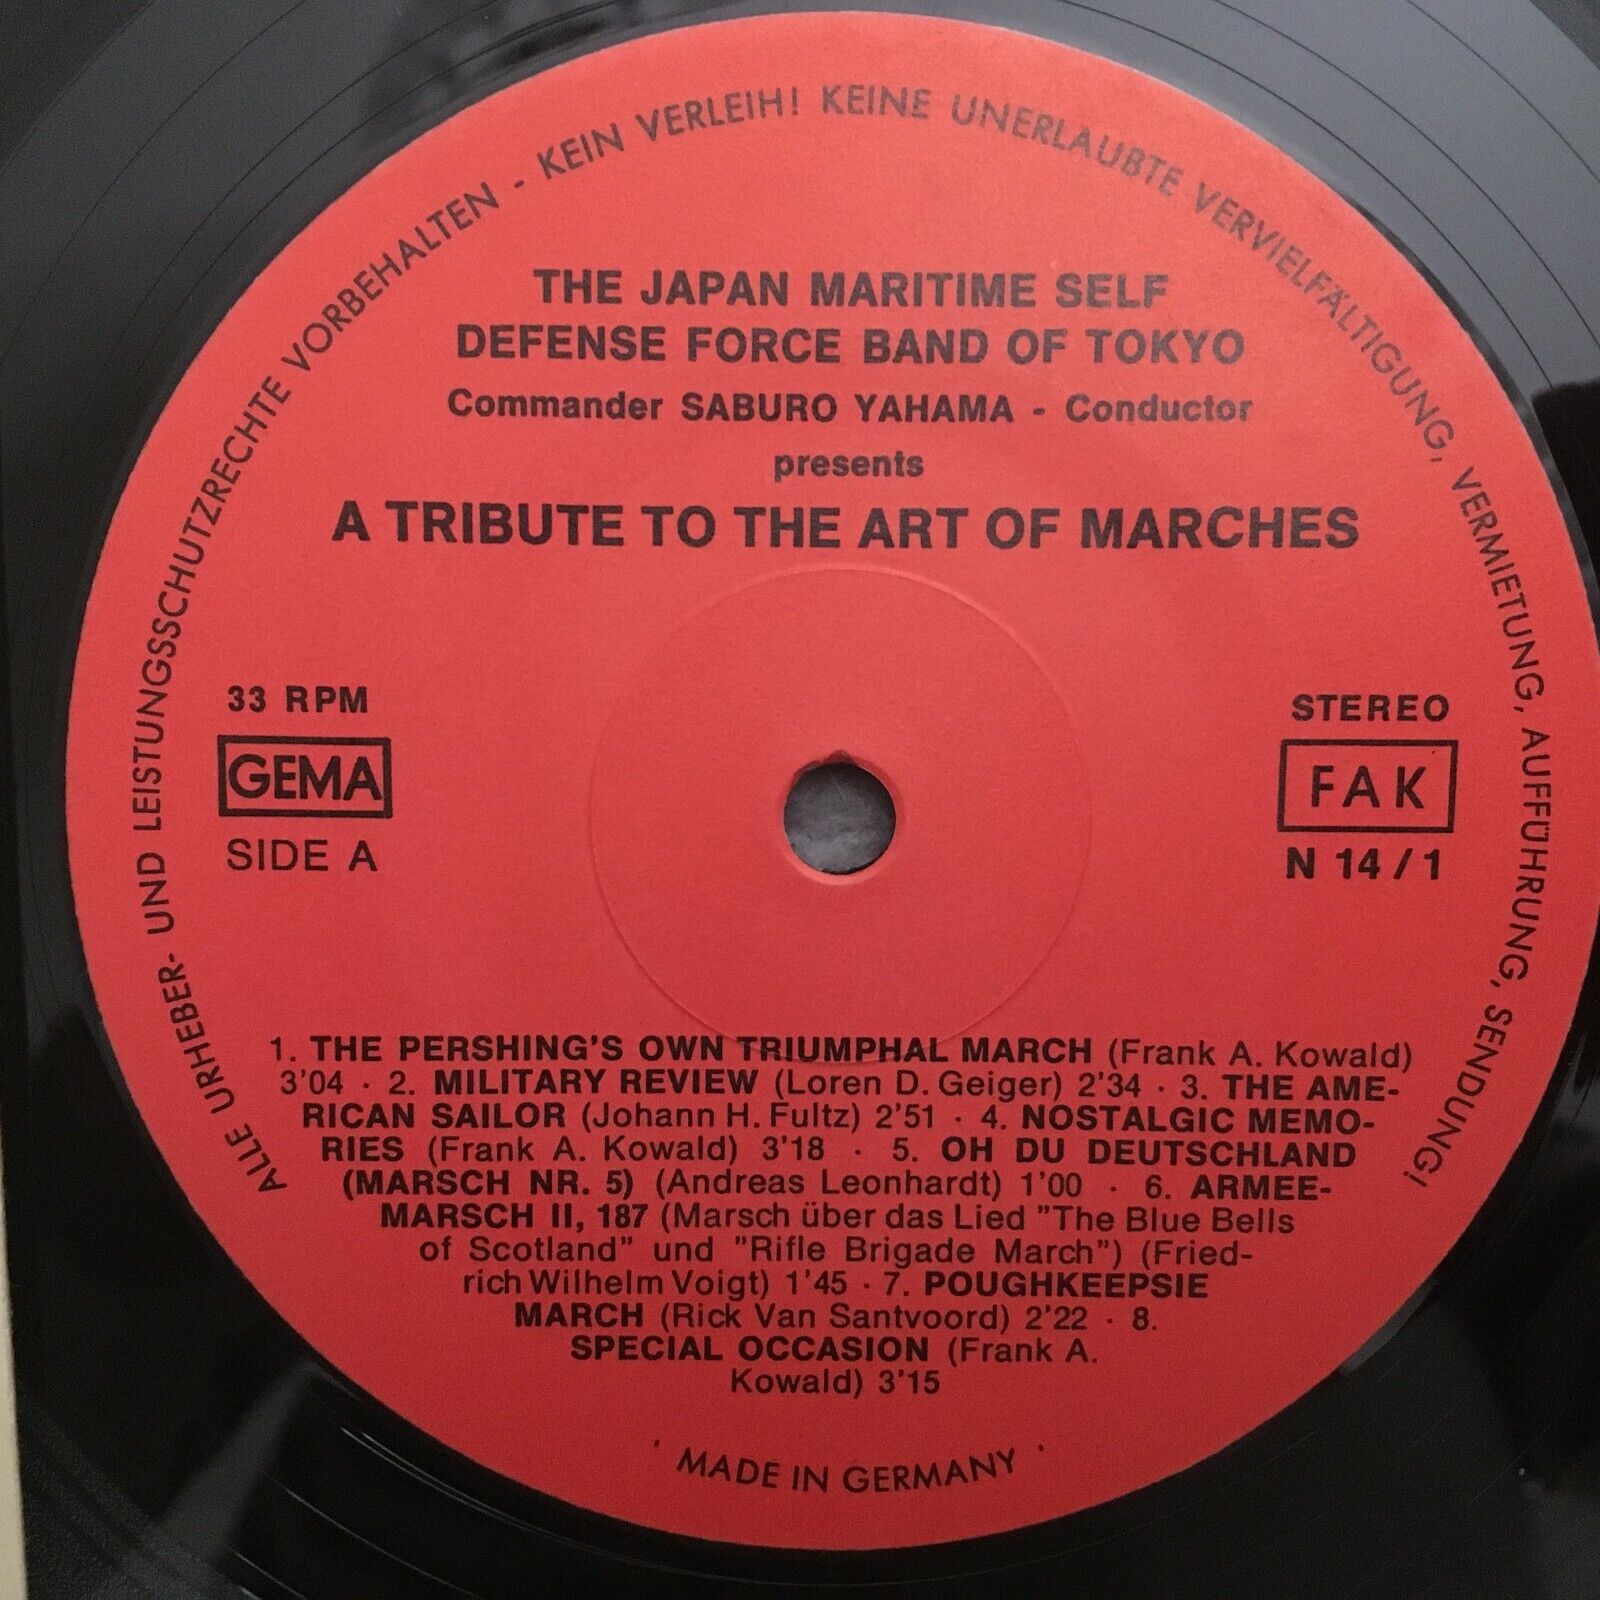 ALLE URHEBER- UND LEISTUNGSSCHUTZRECHTE VORBEHALTEN - KEIN VERLEIH! KEINE UNERLAUBTE VERVIELFÄLTIGUNG, VERMIETUNG, AUFFÜHRUNG, SENDUNG!
THE JAPAN MARITIME SELF
DEFENSE FORCE BAND OF TOKYO
Commander SABURO YAHAMA - Conductor
presents
A TRIBUTE TO THE ART OF MARCHES
33 RPM
GEMA
SIDE A
STEREO
FAK
N 14/1
1. THE PERSHING'S OWN TRIUMPHAL MARCH (Frank A. Kowald)
3'04 · 2. MILITARY REVIEW (Loren D. Geiger) 2'34 · 3. THE AME-
RICAN SAILOR (Johann H. Fultz) 2'51 · 4. NOSTALGIC MEMO-
RIES (Frank A. Kowald) 3'18 · 5. OH DU DEUTSCHLAND
(MARSCH NR. 5) (Andreas Leonhardt) 1'00 · 6. ARMEE-
MARSCH II, 187 (Marsch über das Lied "The Blue Bells
of Scotland" und "Rifle Brigade March") (Fried-
rich Wilhelm Voigt) 1'45 · 7. POUGHKEEPSIE
MARCH (Rick Van Santvoord) 2'22 · 8.
SPECIAL OCCASION (Frank A.
Kowald) 3'15
· MADE IN GERMANY ·